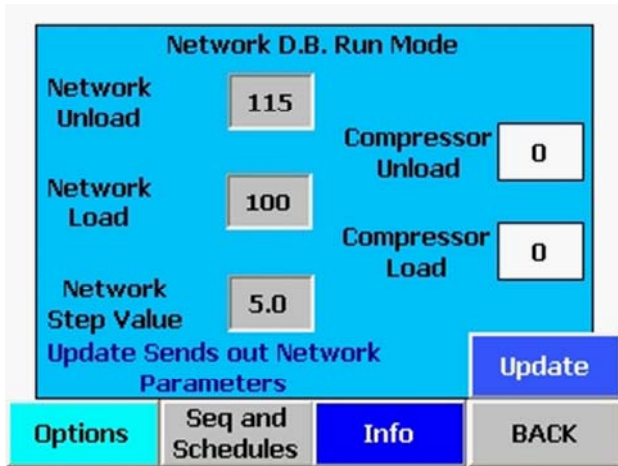 Network D.B. Run Mode
Network
Unload
115
Compressor
Unload
0
Network
Load
100
Compressor
Load
0
Network
Step Value
5.0
Update Sends out Network
Parameters
Update
Options
Seq and
Schedules
Info
BACK